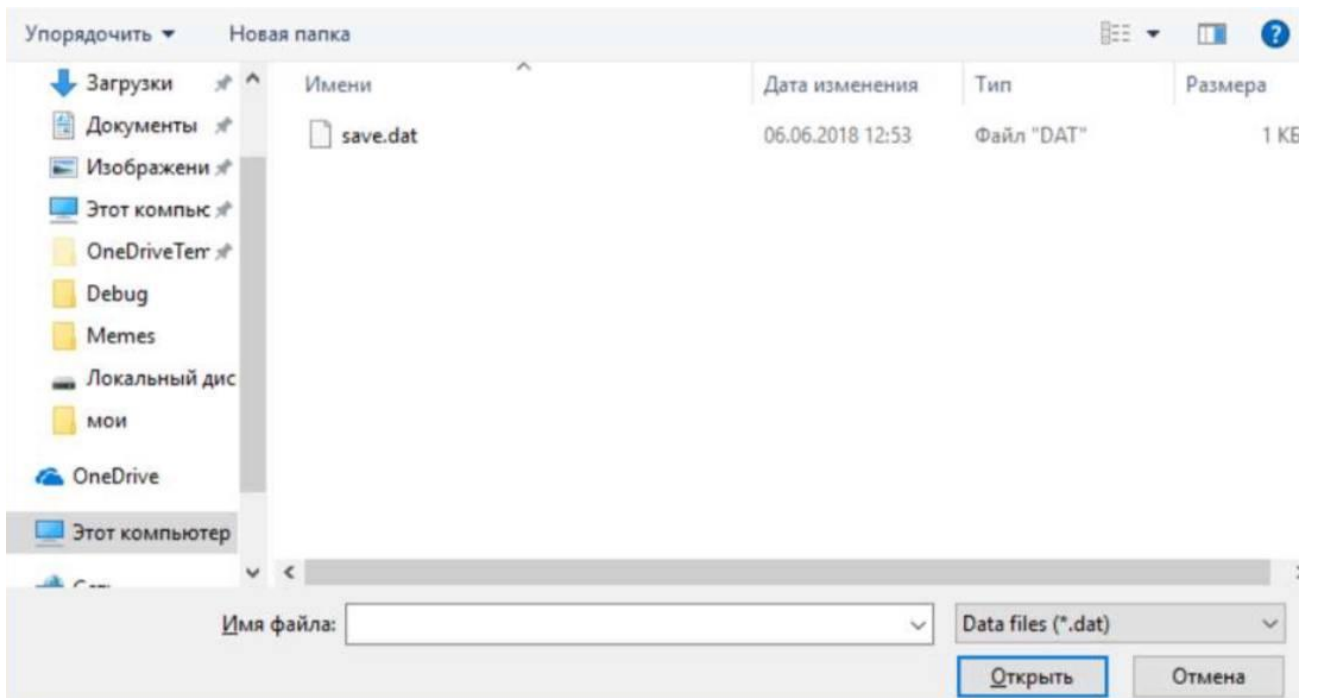 Упорядочить Новая папка
Имени Дата изменения Тип Размера
save.dat 06.06.2018 12:53 Файл "DAT" 1 КБ
Загрузки
Документы
Изображени
Этот компьк
OneDriveTem
Debug
Memes
Локальный дис
мои
OneDrive
Этот компьютер
Имя файла: Data files (*.dat)
Открыть Отмена